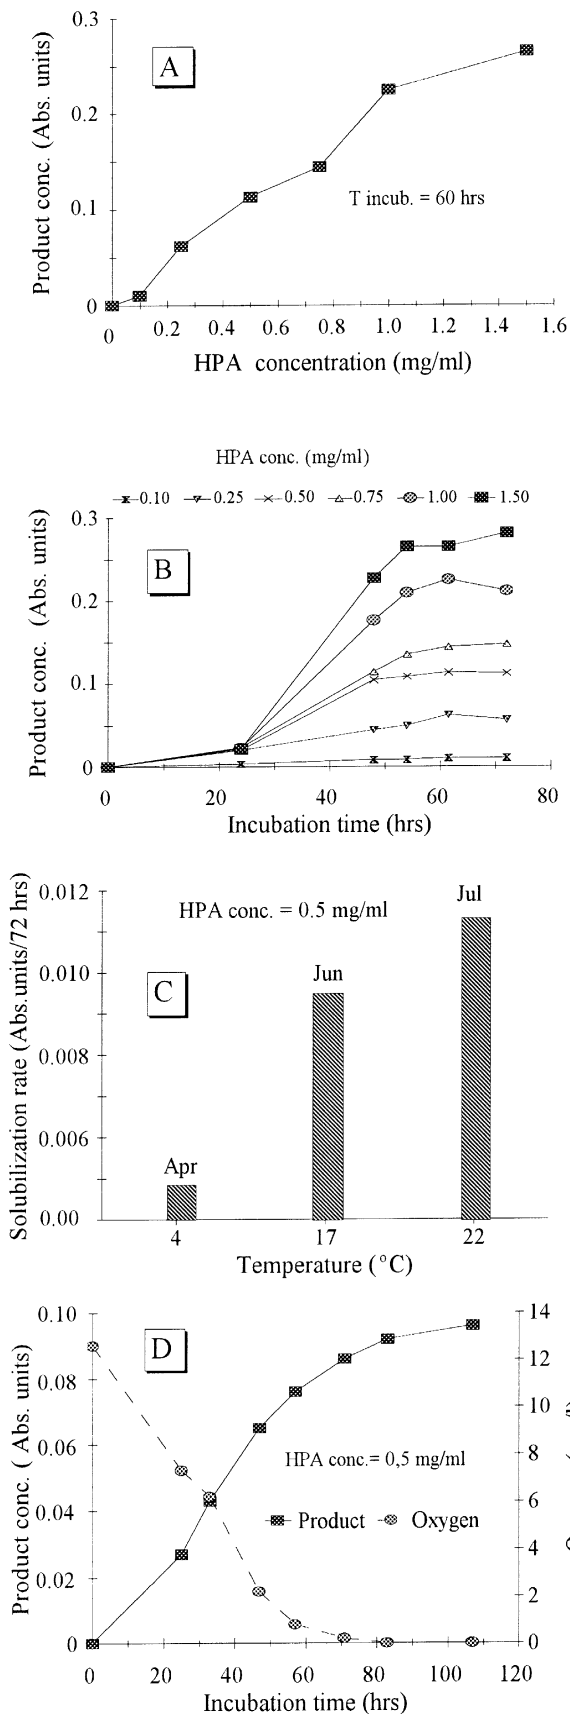 0.3
0.2
0.1
0
A
T incub. = 60 hrs
Product conc. (Abs. units)
0 0.2 0.4 0.6 0.8 1.0 1.2 1.4 1.6
HPA concentration (mg/ml)
HPA conc. (mg/ml)
0.10 0.25 0.50 0.75 1.00 1.50
0.3
0.2
0.1
0
B
Product conc. (Abs. units)
0 20 40 60 80
Incubation time (hrs)
0.012
0.010
0.008
0.006
0.00
Solubilization rate (Abs.units/72 hrs)
HPA conc. = 0.5 mg/ml
C
Apr
Jun
Jul
4 17 22
Temperature (°C)
0.10
0.08
0.06
0.04
0.02
0
D
Product conc. ( Abs. units)
HPA conc.= 0,5 mg/ml
Product Oxygen
14
12
10
8
6
4
2
0
0 20 40 60 80 100 120
Incubation time (hrs)